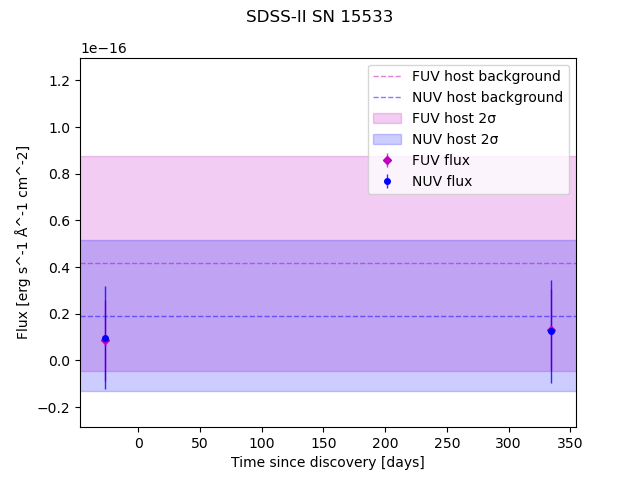 SDSS-II SN 15533
1e−16
FUV host background
NUV host background
FUV host 2σ
NUV host 2σ
FUV flux
NUV flux
1.2
1.0
0.8
0.6
0.4
0.2
0.0
−0.2
Flux [erg s^-1 Å^-1 cm^-2]
0 50 100 150 200 250 300 350
Time since discovery [days]